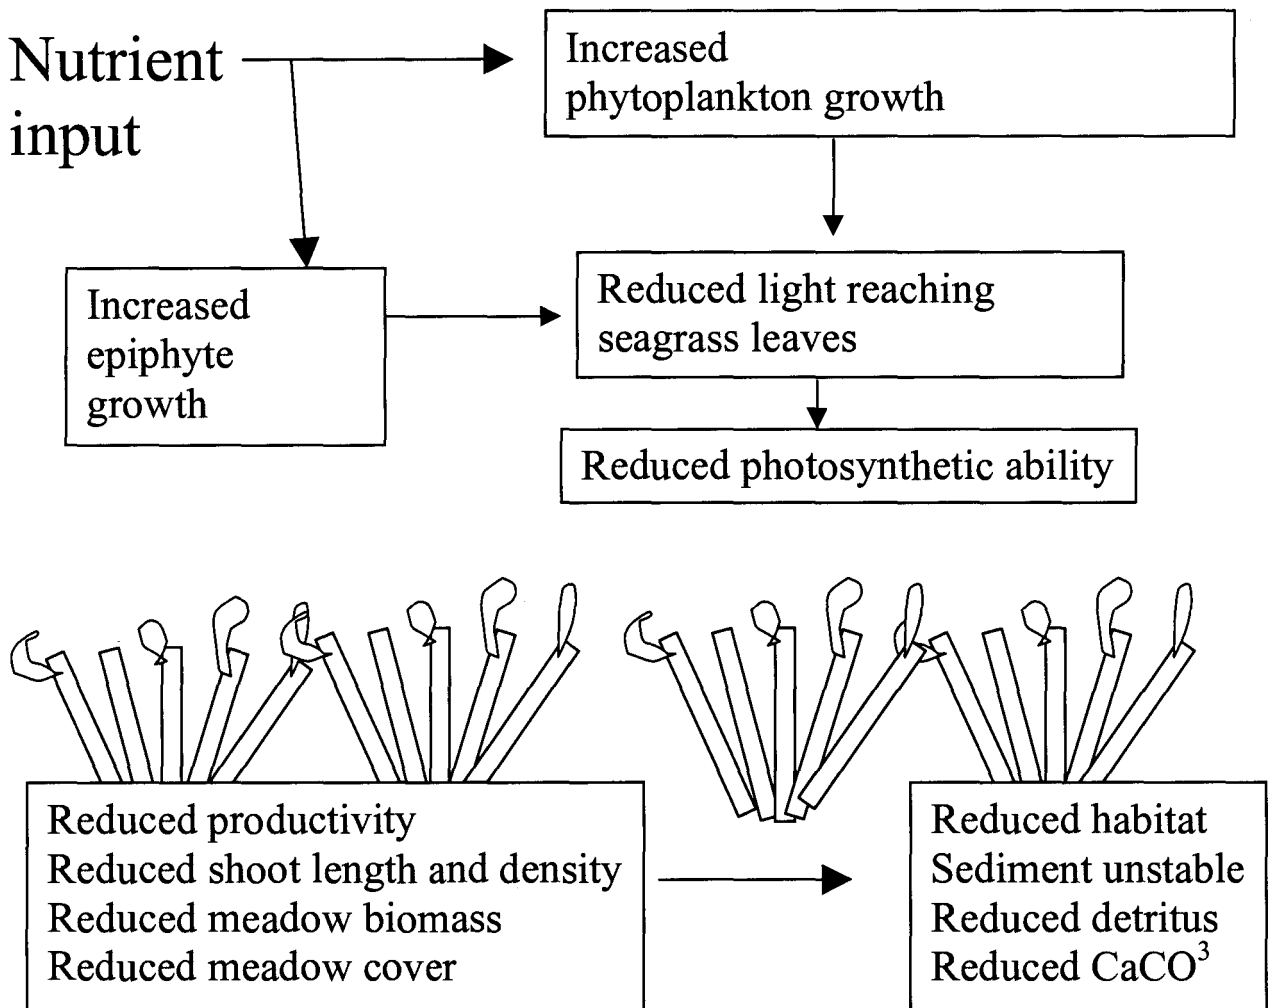 Nutrient
input
Increased
phytoplankton growth
Increased
epiphyte
growth
Reduced light reaching
seagrass leaves
Reduced photosynthetic ability
Reduced productivity
Reduced shoot length and density
Reduced meadow biomass
Reduced meadow cover
Reduced habitat
Sediment unstable
Reduced detritus
Reduced CaCO³